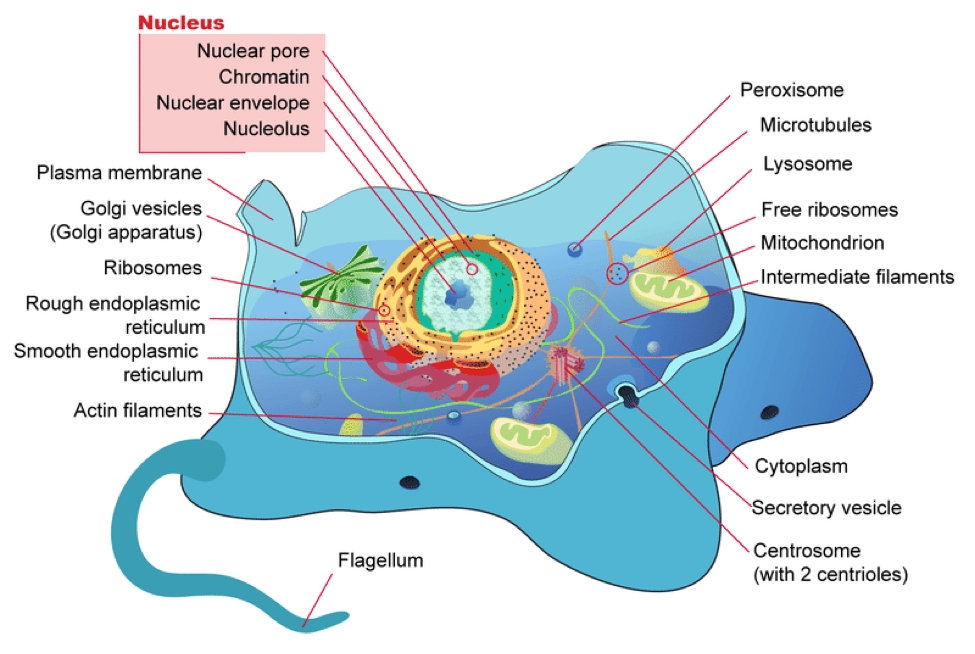 Nucleus
Nuclear pore
Chromatin
Nuclear envelope
Nucleolus
Plasma membrane
Golgi vesicles
(Golgi apparatus)
Ribosomes
Rough endoplasmic
reticulum
Smooth endoplasmic
reticulum
Actin filaments
Flagellum
Peroxisome
Microtubules
Lysosome
Free ribosomes
Mitochondrion
Intermediate filaments
Cytoplasm
Secretory vesicle
Centrosome
(with 2 centrioles)